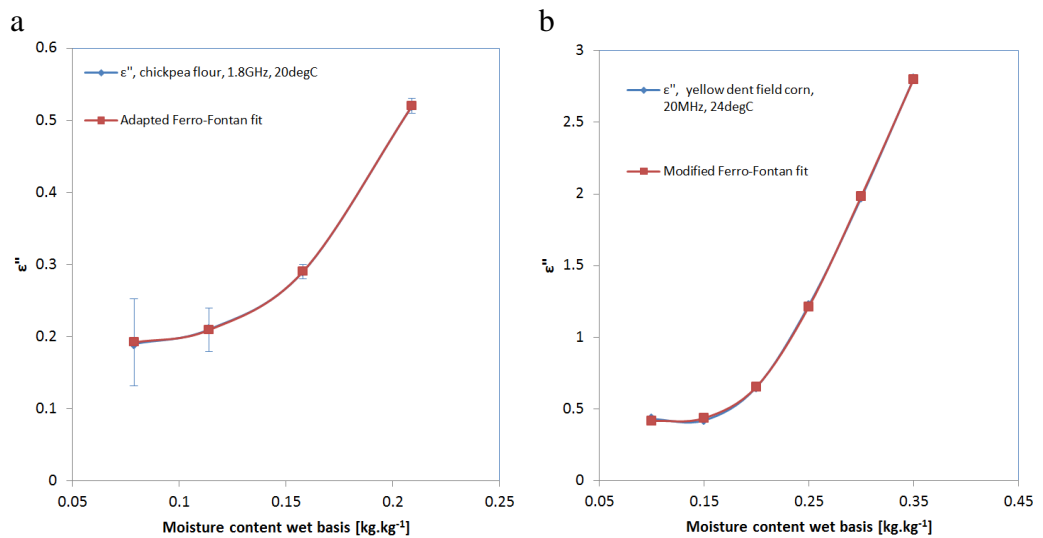 a
0.6
0.5
0.4
0.3
0.2
0.1
0
ε"
ε", chickpea flour, 1.8GHz, 20degC
Adapted Ferro-Fontan fit
0.05
0.1
0.15
0.2
0.25
Moisture content wet basis [kg.kg⁻¹]
b
3
2.5
2
1.5
1
0.5
0
ε"
ε", yellow dent field corn,
20MHz, 24degC
Modified Ferro-Fontan fit
0.05
0.15
0.25
0.35
0.45
Moisture content wet basis [kg.kg⁻¹]